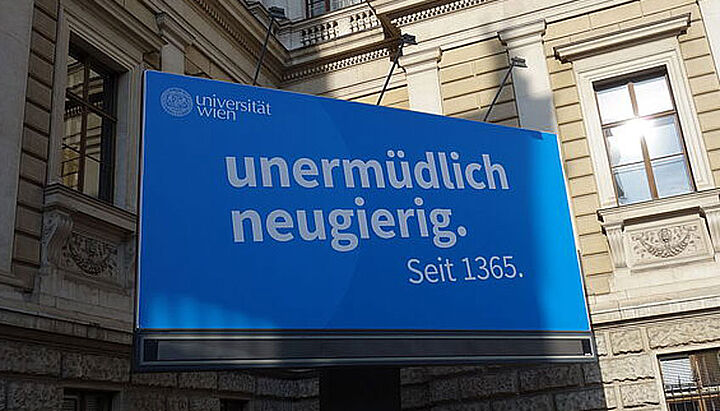 universität
wien
unermüdlich
neugierig.
Seit 1365.